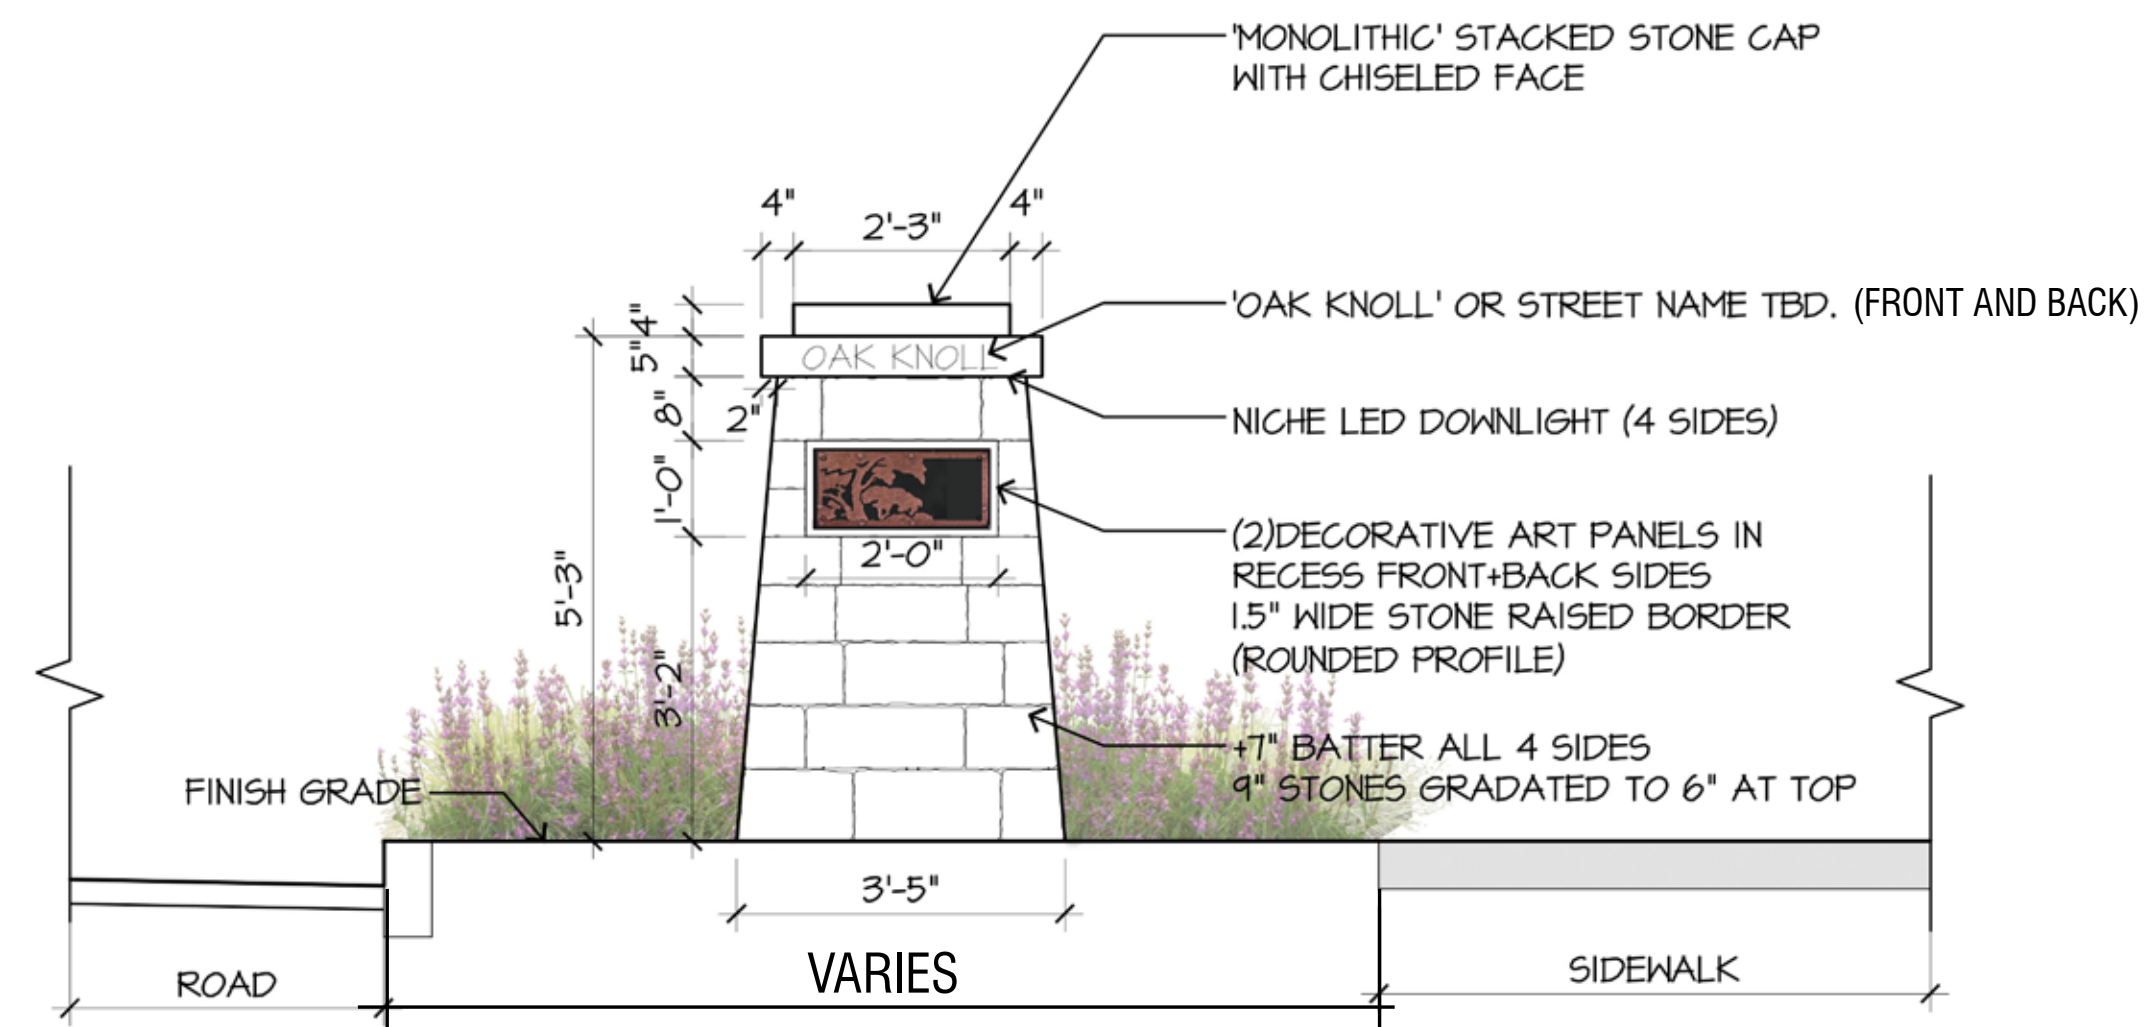 'MONOLITHIC' STACKED STONE CAP
WITH CHISELED FACE
4"
2'-3"
4"
'OAK KNOLL' OR STREET NAME TBD. (FRONT AND BACK)
4"
5"
OAK KNOLL
8"
2"
NICHE LED DOWNLIGHT (4 SIDES)
1'-0"
(2)DECORATIVE ART PANELS IN
RECESS FRONT+BACK SIDES
1.5" WIDE STONE RAISED BORDER
(ROUNDED PROFILE)
2'-0"
5'-3"
3'-2"
+7" BATTER ALL 4 SIDES
9" STONES GRADATED TO 6" AT TOP
FINISH GRADE
3'-5"
ROAD
VARIES
SIDEWALK